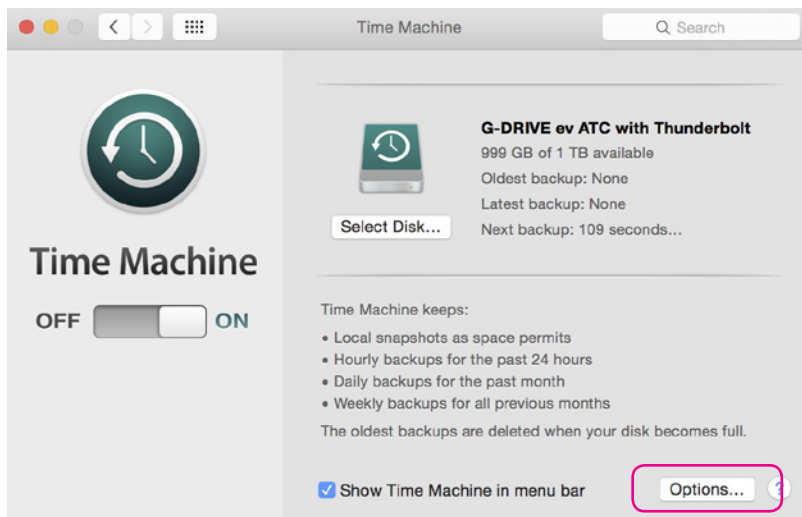 Time Machine
Search
G-DRIVE ev ATC with Thunderbolt
999 GB of 1 TB available
Oldest backup: None
Latest backup: None
Select Disk...
Next backup: 109 seconds...
Time Machine
OFF ON
Time Machine keeps:
• Local snapshots as space permits
• Hourly backups for the past 24 hours
• Daily backups for the past month
• Weekly backups for all previous months
The oldest backups are deleted when your disk becomes full.
Show Time Machine in menu bar
Options...
?